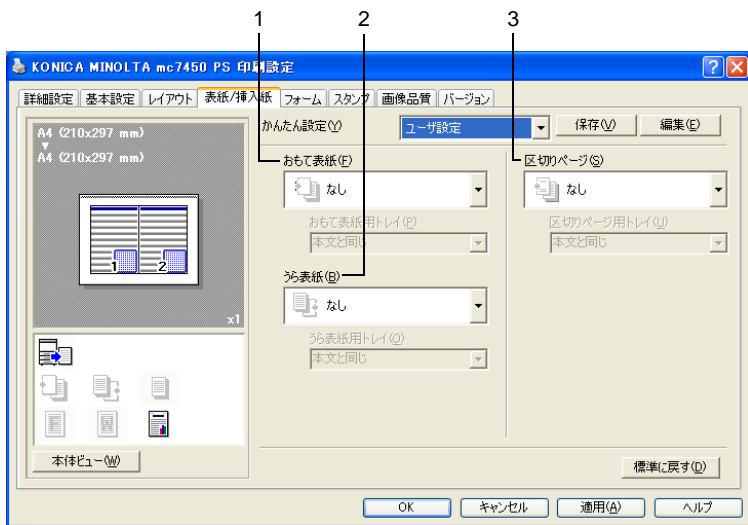 1 2 3
KONICA MINOLTA mc7450 PS 印刷設定
詳細設定 基本設定 レイアウト 表紙/挿入紙 フォーム スタンプ 画像品質 バージョン
A4 (210x297 mm)
A4 (210x297 mm)
1 2
x1
本体ビュー(W)
かんたん設定(Y) ユーザ設定 保存(V) 編集(E)
おもて表紙(F)
なし
おもて表紙用トレイ(P)
本文と同じ
うら表紙(B)
なし
うら表紙用トレイ(O)
本文と同じ
区切りページ(S)
なし
区切りページ用トレイ(U)
本文と同じ
標準に戻す(D)
OK キャンセル 適用(A) ヘルプ